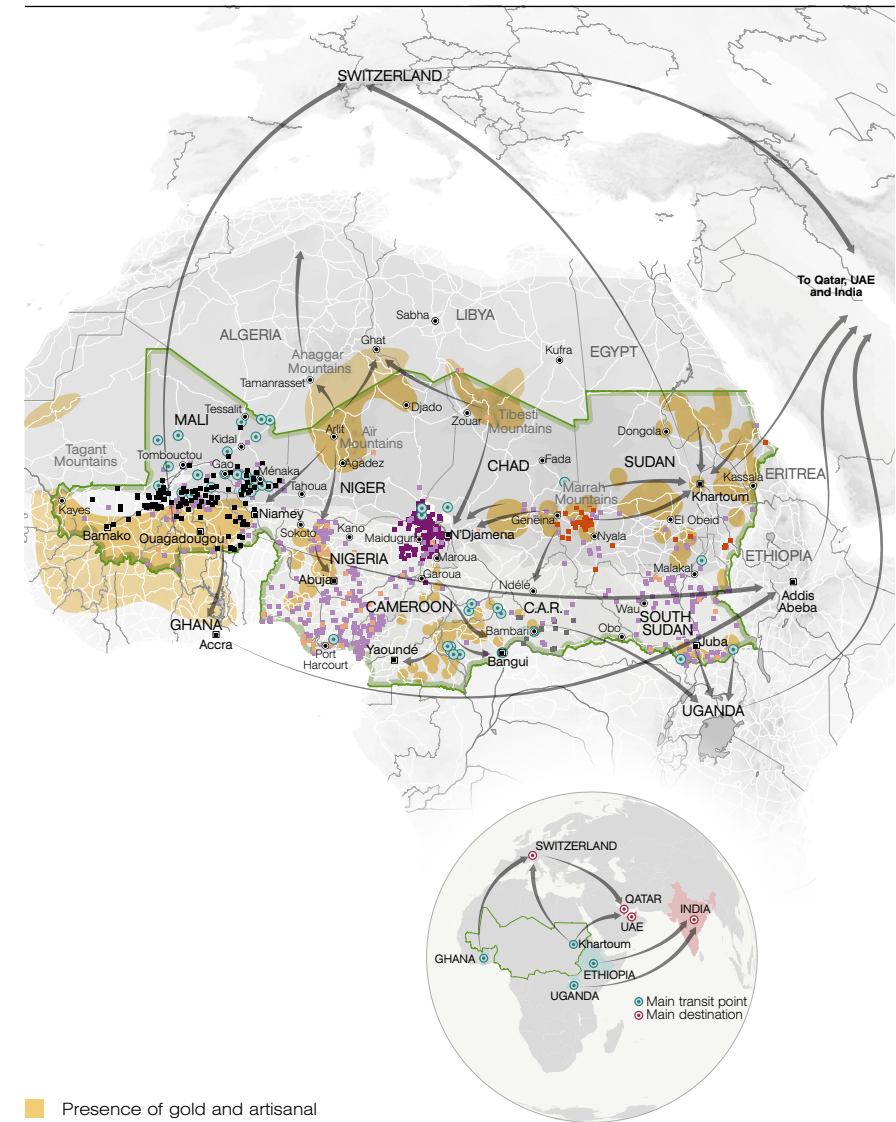 SWITZERLAND
To Qatar, UAE
and India
Sabha
LIBYA
ALGERIA
Ghat
Kufra
EGYPT
Anaghar
Mountains
Tamanrasset
Tessalit
MALI
Djado
Zouar
Tibesti
Mountains
Arlit
Aïr
Mountains
Dongola
Kidal
Tagant
Mountains
Tombouctou
Gao
Ménaka
Agadez
CHAD
Fada
SUDAN
Tahoua
NIGER
Marrah
Mountains
Kassala
ERITREA
Khartoum
Kayes
Niamey
Bamako
Ouagadougou
Sokoto
Kano
Maiduguri
N'Djamena
Geneina
Nyala
El Obeid
NIGERIA
Maroua
Garoua
ETHIOPIA
Abuja
Malakal
Ndélé
Addis
Abeba
CAMEROON
C.A.R.
Wau
SOUTH
SUDAN
GHANA
Accra
Bambari
Obo
Juba
Port
Harcourt
Yaoundé
Bangui
UGANDA
SWITZERLAND
QATAR
UAE
INDIA
Khartoum
GHANA
ETHIOPIA
UGANDA
Main transit point
Main destination
Presence of gold and artisanal